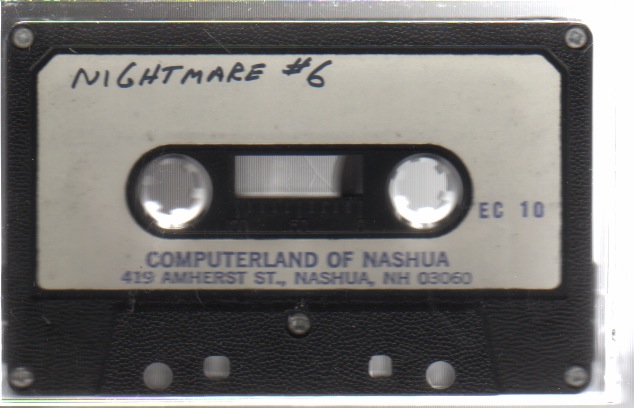 NIGHTMARE #6
EC 10
COMPUTERLAND OF NASHUA
419 AMHERST ST., NASHUA, NH 03060